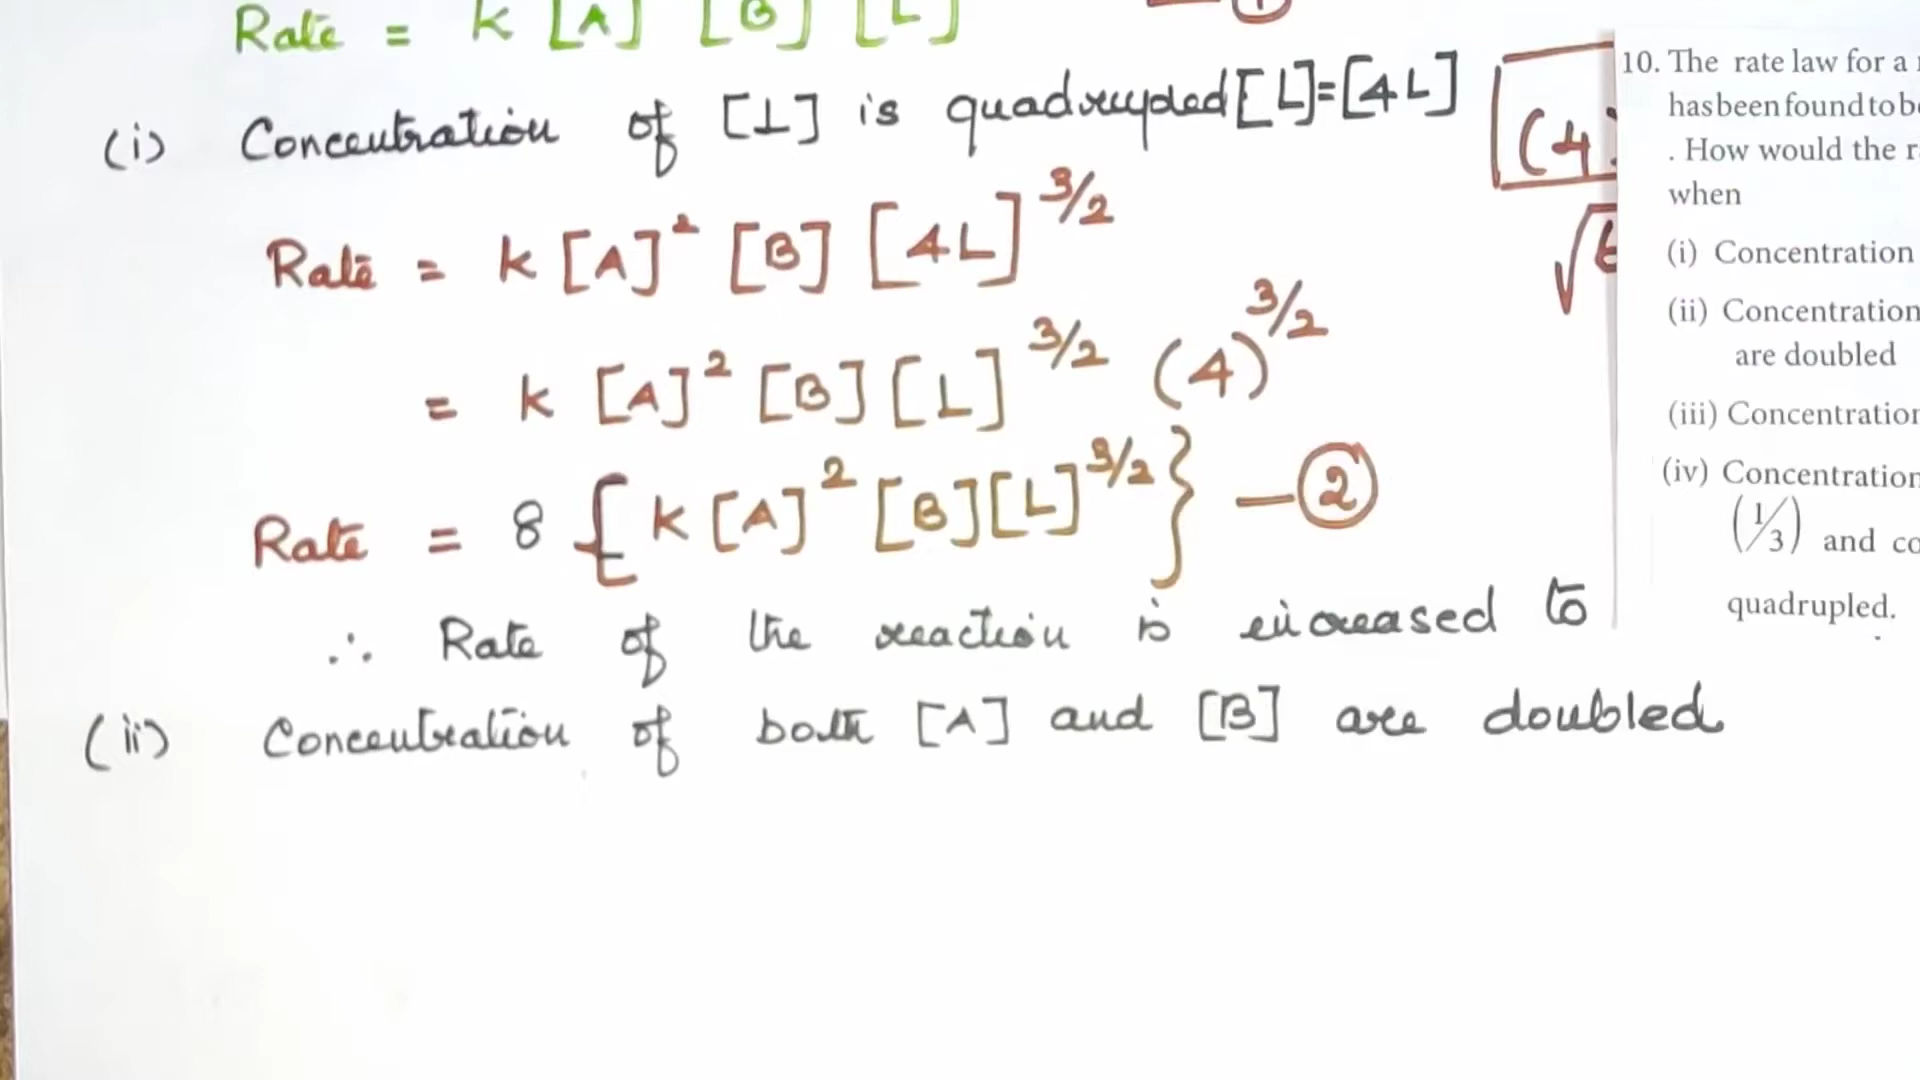 Rate = k [A] [B] [L] — ①
(i) Concentration of [L] is quadrupled [L]=[4L]
Rate = k [A]² [B] [4L]^3/2
= k [A]² [B] [L]^3/2 (4)^3/2
Rate = 8 {k [A]² [B][L]^3/2} — ②
∴ Rate of the reaction is increased to
(ii) Concentration of both [A] and [B] are doubled
(4)
√6
10. The rate law for a
has been found to b
. How would the r
when
(i) Concentration
(ii) Concentration
are doubled
(iii) Concentration
(iv) Concentration
(1/3) and co
quadrupled.